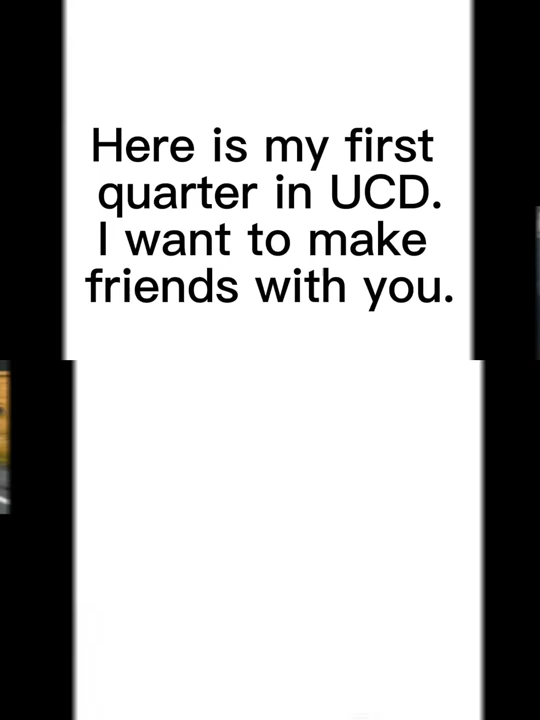 Here is my first
quarter in UCD.
I want to make
friends with you.